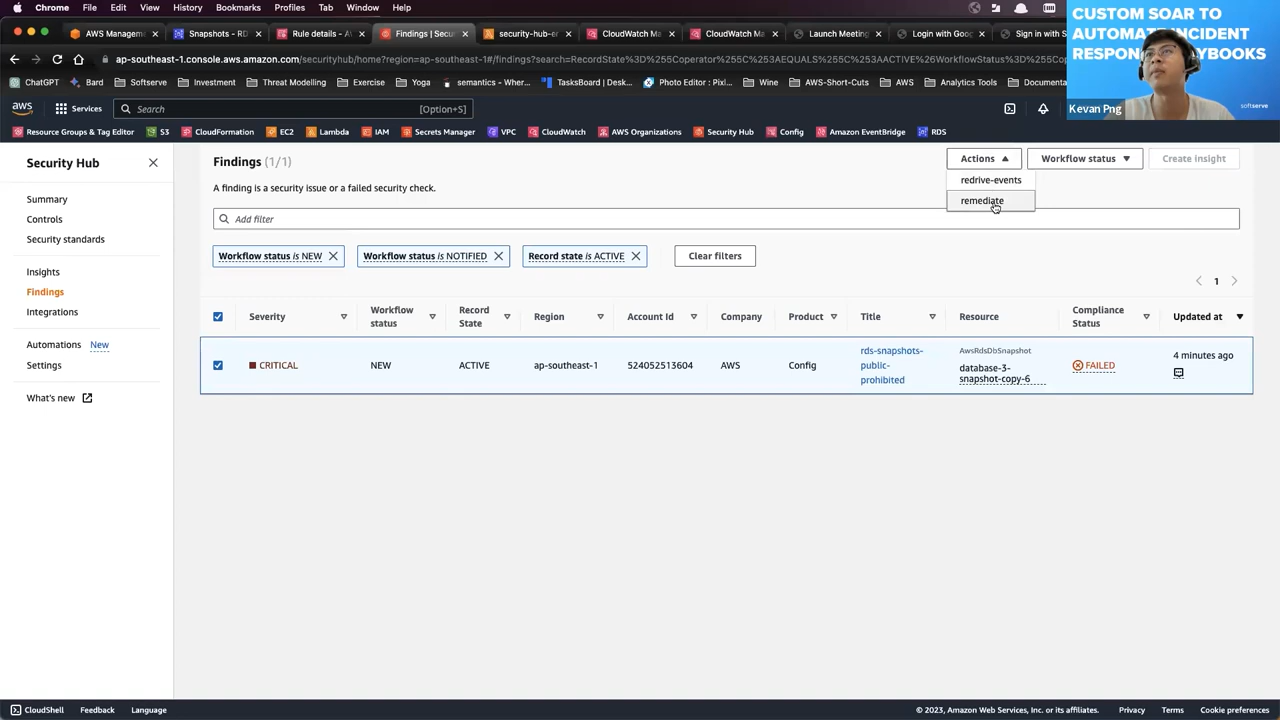 Chrome File Edit View History Bookmarks Profiles Tab Window Help
AWS Managem Snapshots - RD Rule details - AV Findings | Secu security-hub-er CloudWatch Ma CloudWatch Ma Launch Meetin Login with Goo Sign in with S
ap-southeast-1.console.aws.amazon.com/securityhub/home?region=ap-southeast-1#/findings?search=RecordState%3D%255Coperator%255C%253AEQUALS%255C%253AACTIVE%26WorkflowStatus%3D%255Co
ChatGPT Bard Softserve Investment Threat Modelling Exercise Yoga semantics - Wher... TasksBoard | Desk... Photo Editor : Pixl... Wine AWS-Short-Cuts AWS Analytics Tools Documenta
CUSTOM SOAR TO
AUTOMATE INCIDENT
RESPONSE PLAYBOOKS
Kevan Png
softserve
aws Services Search [Option+S]
Resource Groups & Tag Editor S3 CloudFormation EC2 Lambda IAM Secrets Manager VPC CloudWatch AWS Organizations Security Hub Config Amazon EventBridge RDS
Security Hub
Summary
Controls
Security standards
Insights
Findings
Integrations
Automations New
Settings
What's new
Findings (1/1)
Actions Workflow status Create insight
redrive-events
remediate
A finding is a security issue or a failed security check.
Add filter
Workflow status is NEW Workflow status is NOTIFIED Record state is ACTIVE Clear filters
1
Severity Workflow status Record State Region Account Id Company Product Title Resource Compliance Status Updated at
CRITICAL NEW ACTIVE ap-southeast-1 524052513604 AWS Config
rds-snapshots-
public-
prohibited
AwsRdsDbSnapshot
database-3-
snapshot-copy-6
FAILED
4 minutes ago
CloudShell Feedback Language © 2023, Amazon Web Services, Inc. or its affiliates. Privacy Terms Cookie preferences